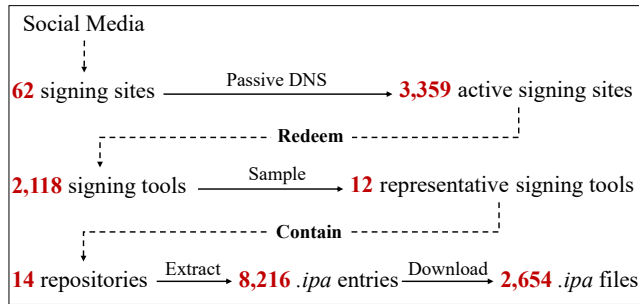 Social Media
62 signing sites Passive DNS 3,359 active signing sites
Redeem
2,118 signing tools Sample 12 representative signing tools
Contain
14 repositories Extract 8,216 .ipa entries Download 2,654 .ipa files